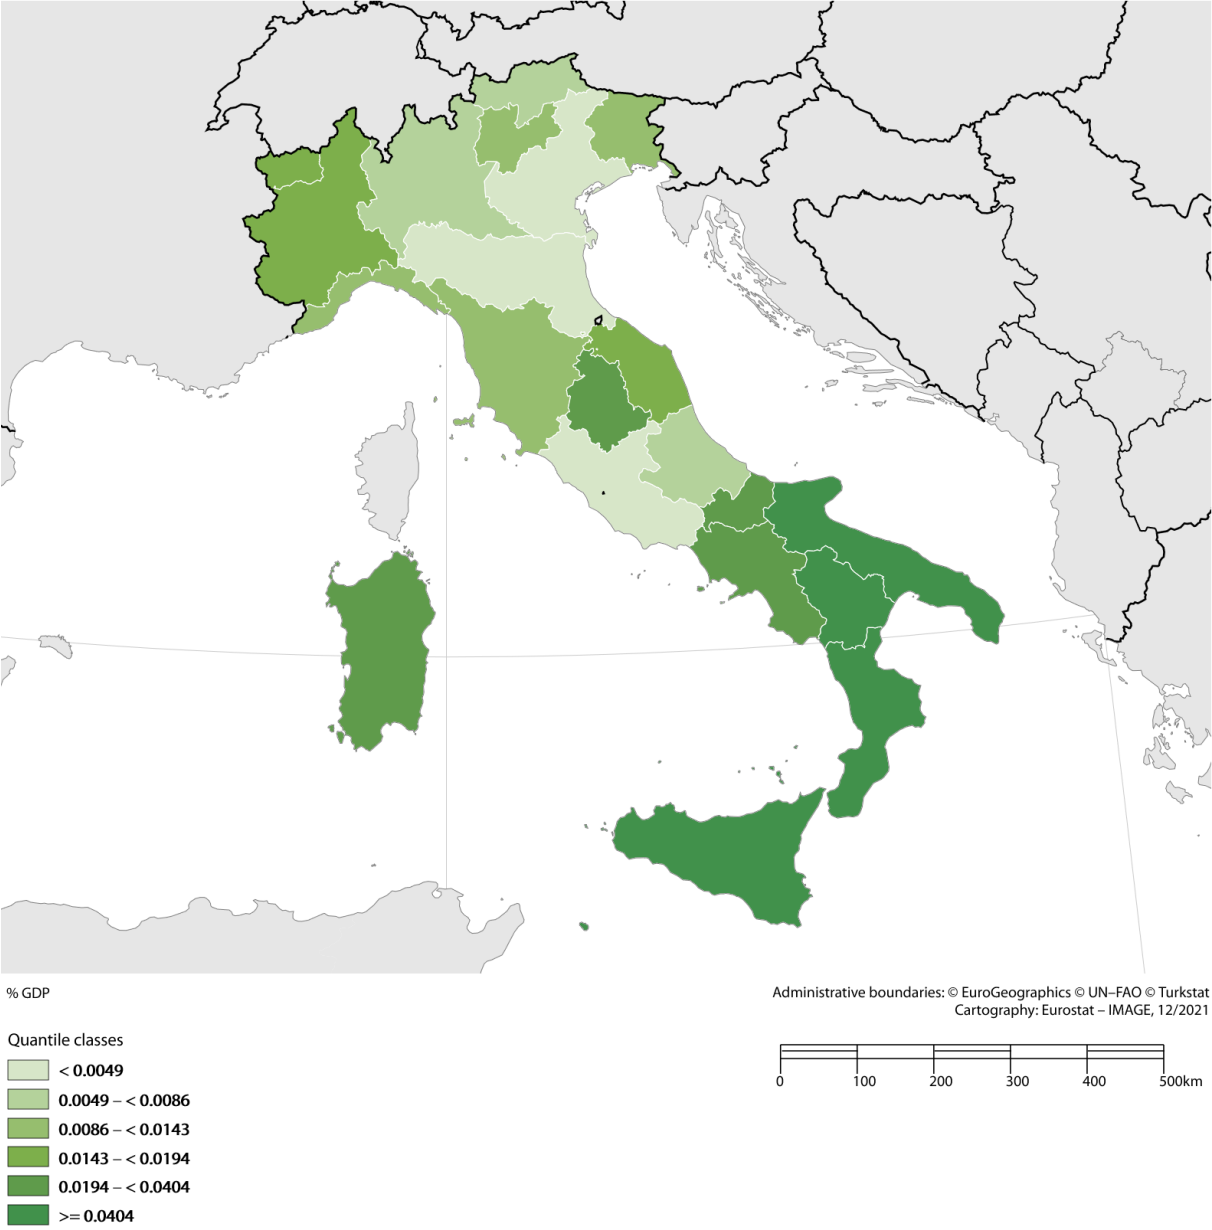 % GDP
Administrative boundaries: © EuroGeographics © UN–FAO © Turkstat
Cartography: Eurostat – IMAGE, 12/2021
Quantile classes
< 0.0049
0.0049 – < 0.0086
0.0086 – < 0.0143
0.0143 – < 0.0194
0.0194 – < 0.0404
>= 0.0404
0 100 200 300 400 500km